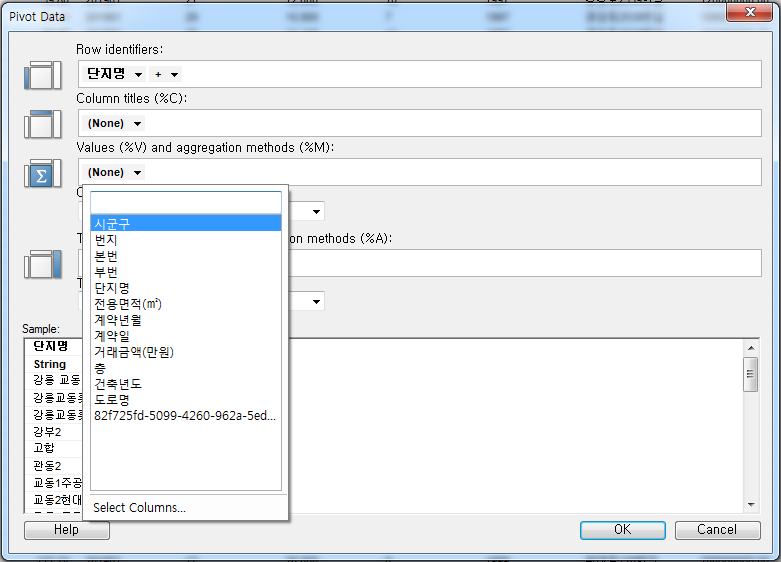 Pivot Data
Row identifiers:
단지명
+
Column titles (%C):
(None)
Values (%V) and aggregation methods (%M):
(None)
시군구
번지
본번
부번
단지명
전용면적(㎡)
계약년월
계약일
거래금액(만원)
층
건축년도
도로명
82f725fd-5099-4260-962a-5ed...
Select Columns...
on methods (%A):
Sample:
단지명
String
강릉 교동
강릉교동
강릉교동
강부2
고합
관동2
교동1주공
교동2현대
Help
OK
Cancel